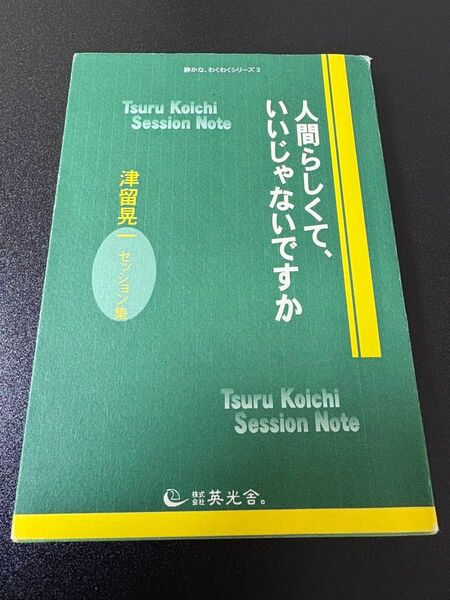 静かな、わくわくシリーズ3
Tsuru Koichi
Session Note
人間らしくて、
いいじゃないですか
津留晃一
セッション集
Tsuru Koichi
Session Note
株式会社 英光舎。